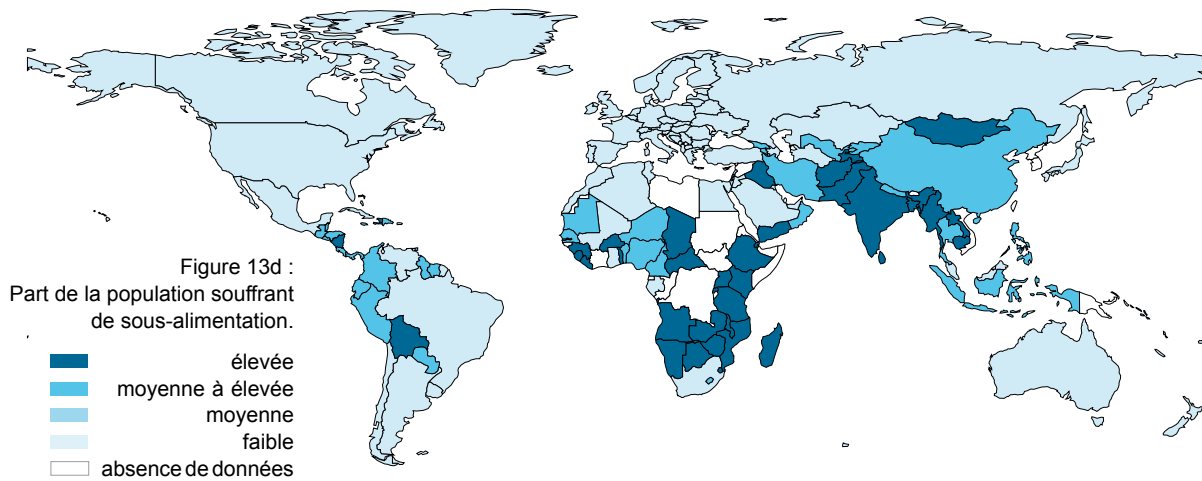 Figure 13d :
Part de la population souffrant
de sous-alimentation.
élevée
moyenne à élevée
moyenne
faible
absence de données